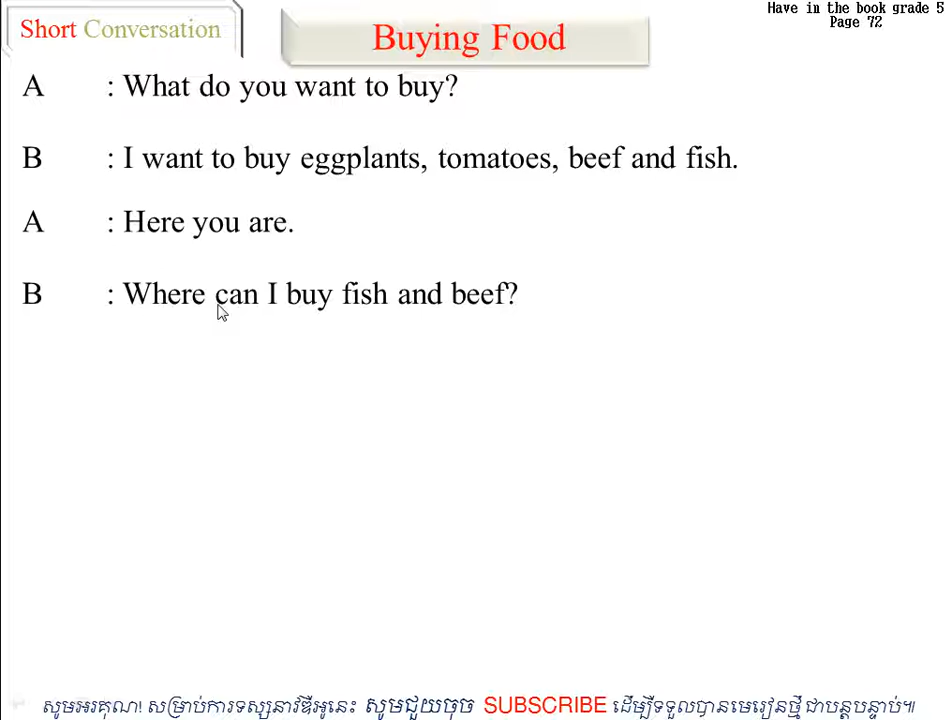 Have in the book grade 5
Page 72
Short Conversation
Buying Food
A : What do you want to buy?
B : I want to buy eggplants, tomatoes, beef and fish.
A : Here you are.
B : Where can I buy fish and beef?
សូមអរគុណ! សម្រាប់ការទស្សនាវីឌីអូនេះ សូមជួយចុច SUBSCRIBE ដើម្បីទទួលបានមេរៀនថ្មី ជាបន្តបន្ទាប់៕